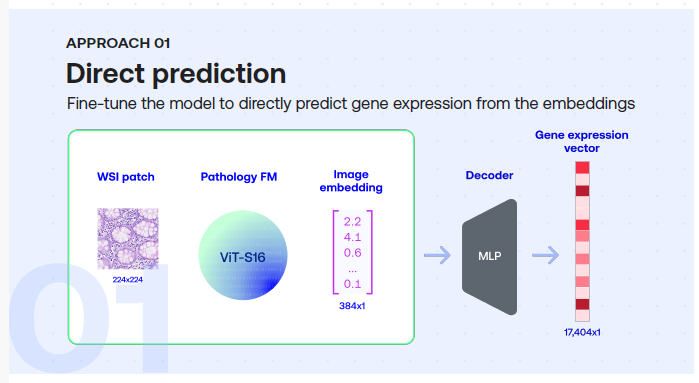 APPROACH 01
Direct prediction
Fine-tune the model to directly predict gene expression from the embeddings
WSI patch
224x224
Pathology FM
ViT-S16
Image
embedding
2.2
4.1
0.6
...
0.1
384x1
Decoder
MLP
Gene expression
vector
17,404x1
01